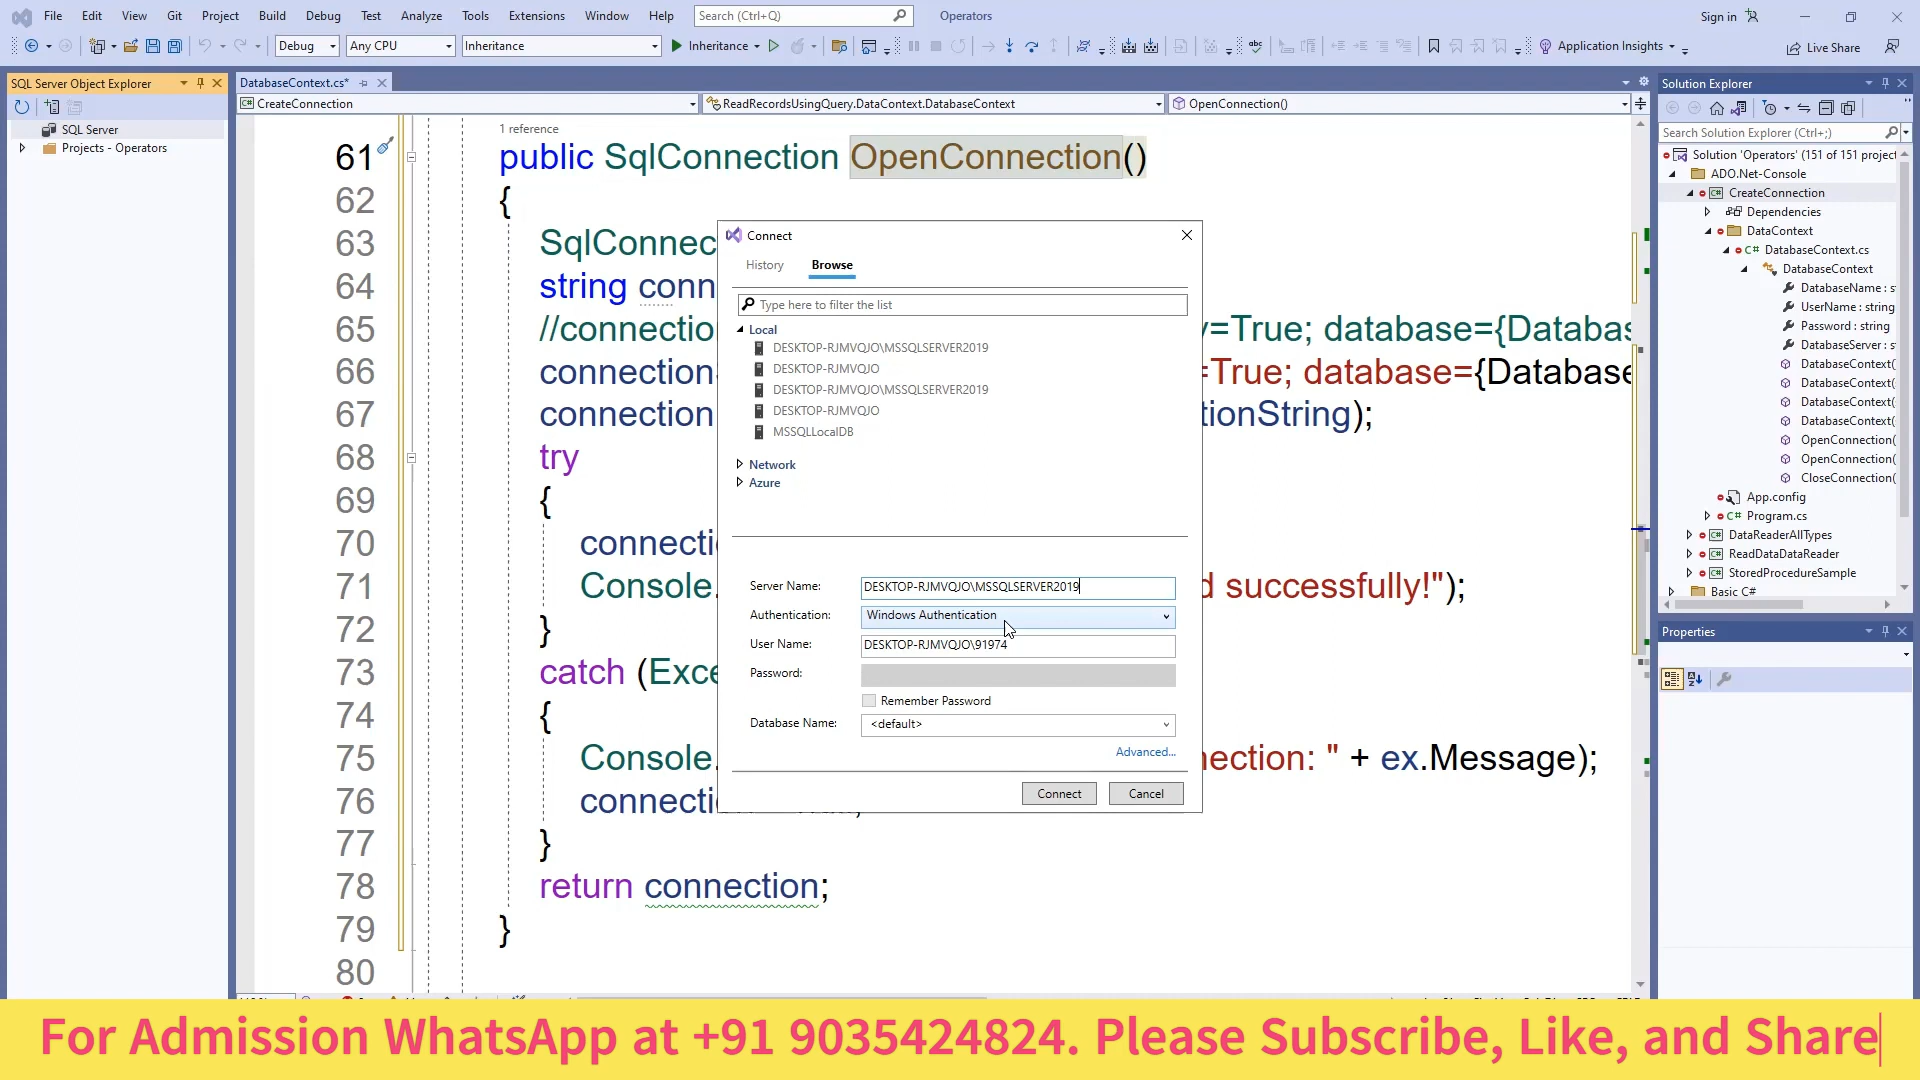 File Edit View Git Project Build Debug Test Analyze Tools Extensions Window Help Search (Ctrl+Q) Operators Sign in
Debug Any CPU Inheritance Inheritance Application Insights Live Share
SQL Server Object Explorer
SQL Server
Projects - Operators
DatabaseContext.cs*
CreateConnection ReadRecordsUsingQuery.DataContext.DatabaseContext OpenConnection()
1 reference
61 public SqlConnection OpenConnection()
62 {
63 SqlConnec
64 string conn
65 //connectio y=True; database={Databas
66 connection =True; database={Database
67 connection tionString);
68 try
69 {
70 connecti
71 Console. d successfully!");
72 }
73 catch (Exce
74 {
75 Console. nection: " + ex.Message);
76 connecti
77 }
78 return connection;
79 }
80
Connect
History Browse
Type here to filter the list
Local
DESKTOP-RJMVQJO\MSSQLSERVER2019
DESKTOP-RJMVQJO
DESKTOP-RJMVQJO\MSSQLSERVER2019
DESKTOP-RJMVQJO
MSSQLLocalDB
Network
Azure
Server Name: DESKTOP-RJMVQJO\MSSQLSERVER2019
Authentication: Windows Authentication
User Name: DESKTOP-RJMVQJO\91974
Password:
Remember Password
Database Name: <default>
Advanced...
Connect Cancel
Solution Explorer
Search Solution Explorer (Ctrl+;)
Solution 'Operators' (151 of 151 project
ADO.Net-Console
CreateConnection
Dependencies
DataContext
DatabaseContext.cs
DatabaseContext
DatabaseName : s
UserName : string
Password : string
DatabaseServer : s
DatabaseContext(
DatabaseContext(
DatabaseContext(
DatabaseContext(
OpenConnection(
OpenConnection(
CloseConnection(
App.config
Program.cs
DataReaderAllTypes
ReadDataDataReader
StoredProcedureSample
Basic C#
Properties
For Admission WhatsApp at +91 9035424824. Please Subscribe, Like, and Share